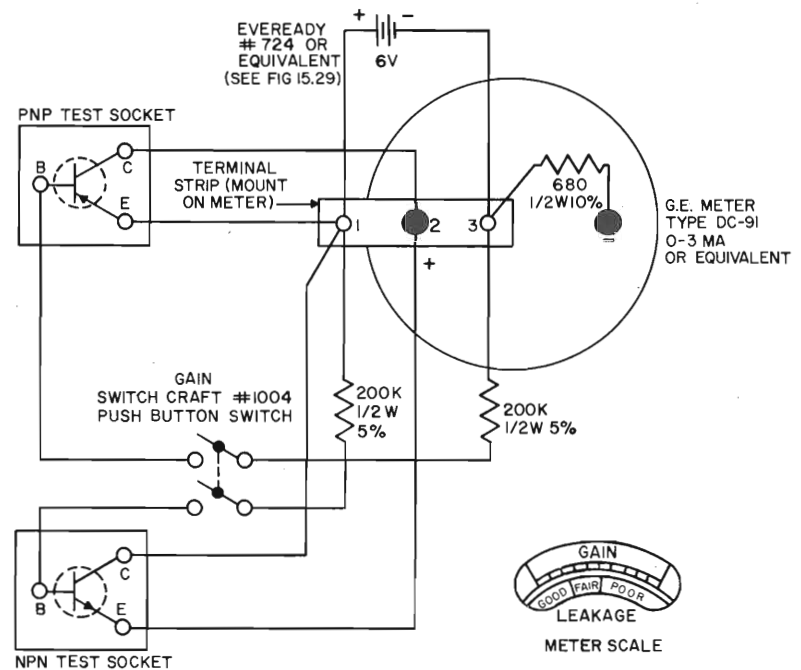 + -
EVEREADY
# 724 OR
EQUIVALENT
(SEE FIG 15.29)
6V
PNP TEST SOCKET
B
C
E
TERMINAL
STRIP (MOUNT
ON METER)
1
2
3
+
680
1/2W10%
=
G.E. METER
TYPE DC-91
0-3 MA
OR EQUIVALENT
GAIN
SWITCH CRAFT #1004
PUSH BUTTON SWITCH
200K
1/2W
5%
200K
1/2W 5%
B
C
E
NPN TEST SOCKET
GAIN
GOOD FAIR POOR
LEAKAGE
METER SCALE